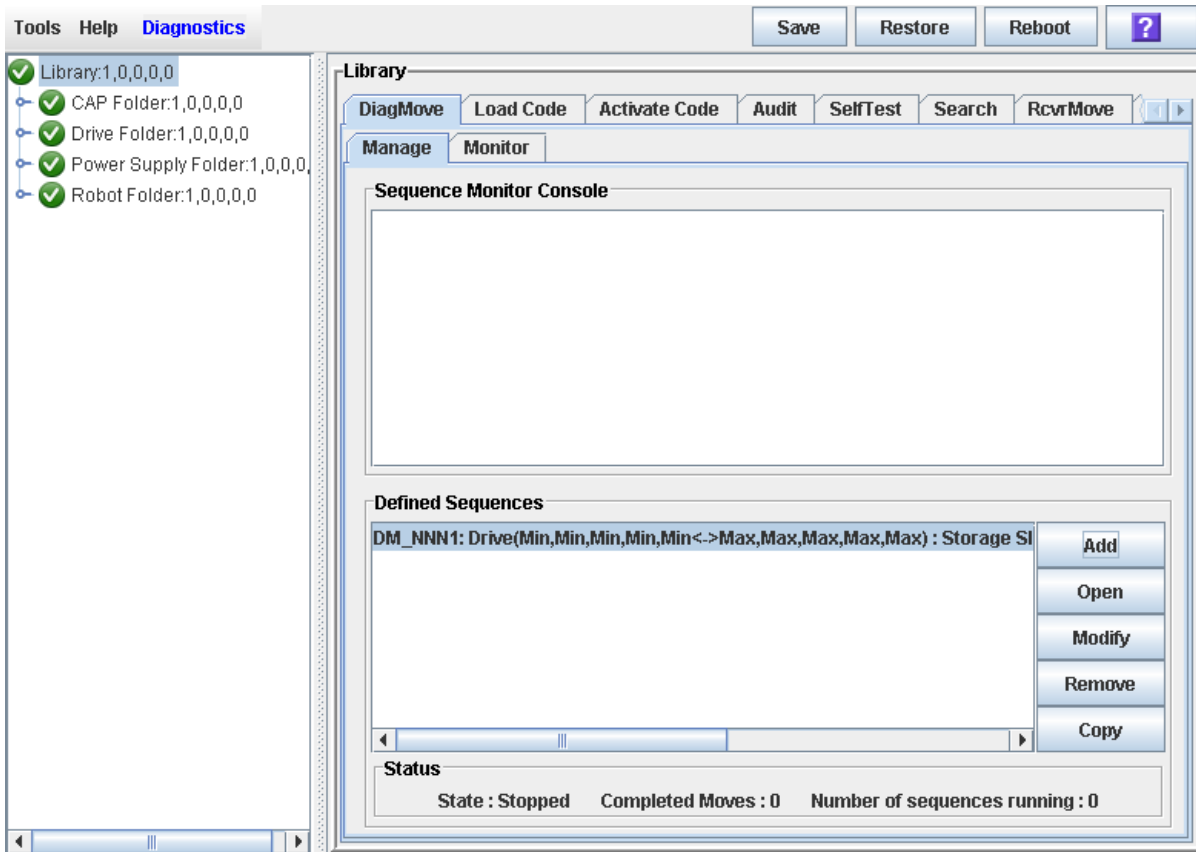 Tools Help Diagnostics
Save Restore Reboot ?
Library:1,0,0,0,0
CAP Folder:1,0,0,0,0
Drive Folder:1,0,0,0,0
Power Supply Folder:1,0,0,0,
Robot Folder:1,0,0,0,0
Library
DiagMove Load Code Activate Code Audit SelfTest Search RcvrMove
Manage Monitor
Sequence Monitor Console
Defined Sequences
DM_NNN1: Drive(Min,Min,Min,Min,Min<->Max,Max,Max,Max,Max) : Storage Sl
Add
Open
Modify
Remove
Copy
Status
State : Stopped Completed Moves : 0 Number of sequences running : 0